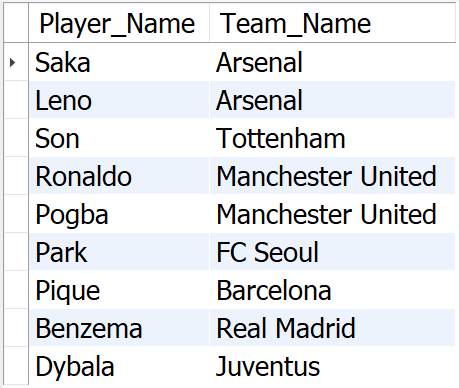 Player_Name Team_Name
Saka Arsenal
Leno Arsenal
Son Tottenham
Ronaldo Manchester United
Pogba Manchester United
Park FC Seoul
Pique Barcelona
Benzema Real Madrid
Dybala Juventus